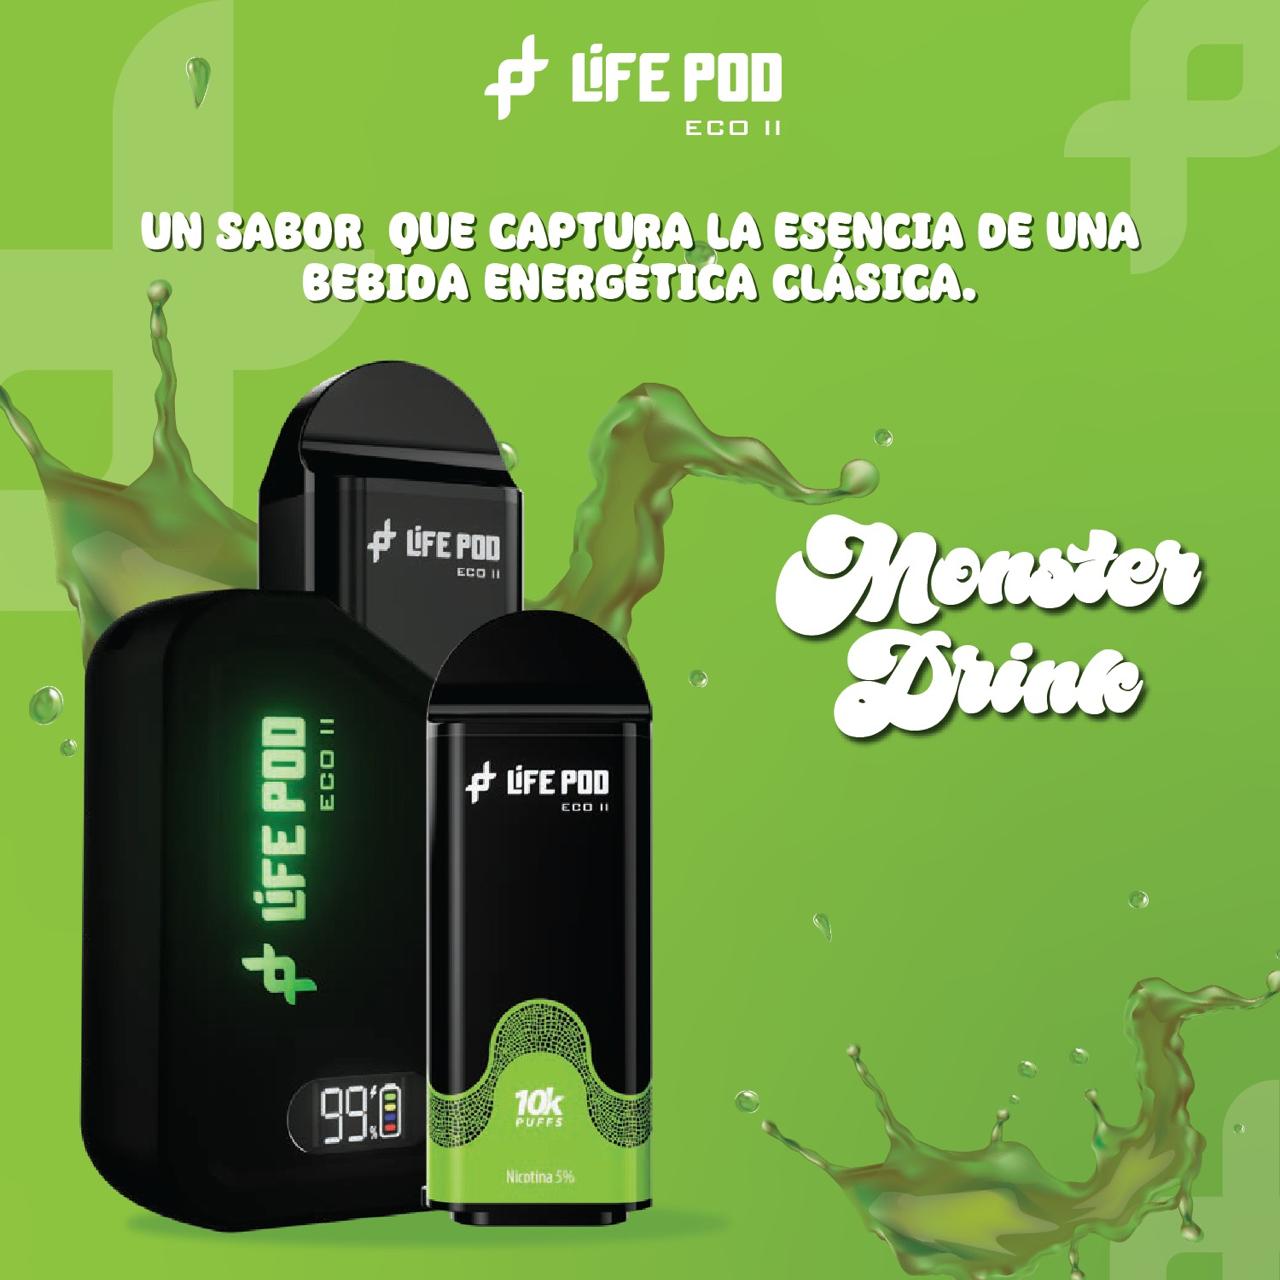 LiFE POD
ECO II
UN SABOR QUE CAPTURA LA ESENCIA DE UNA
BEBIDA ENERGÉTICA CLÁSICA.
LiFE POD
ECO II
Monster
Drink
LiFE POD
ECO II
LiFE POD
ECO II
99%
10k
PUFFS
Nicotina 5%